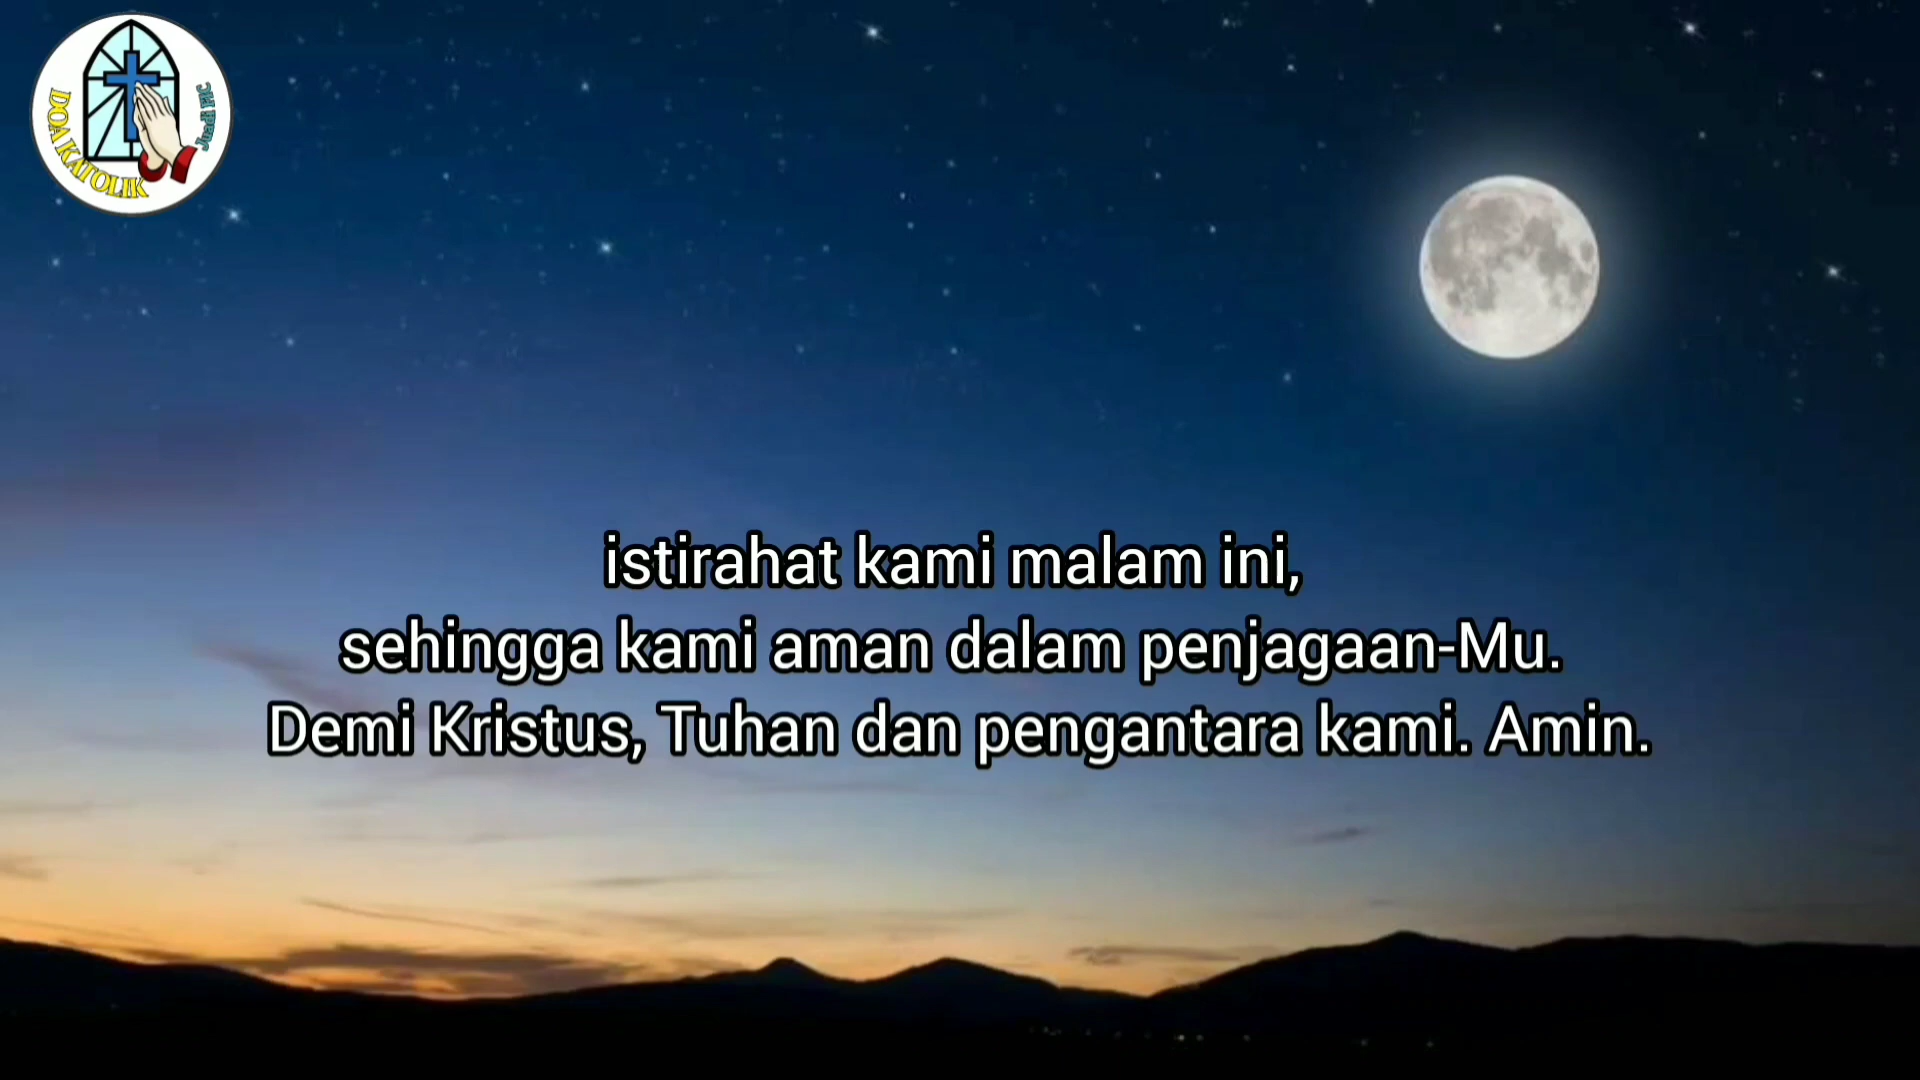 DOA KATOLIK
istirahat kami malam ini,
sehingga kami aman dalam penjagaan-Mu.
Demi Kristus, Tuhan dan pengantara kami. Amin.